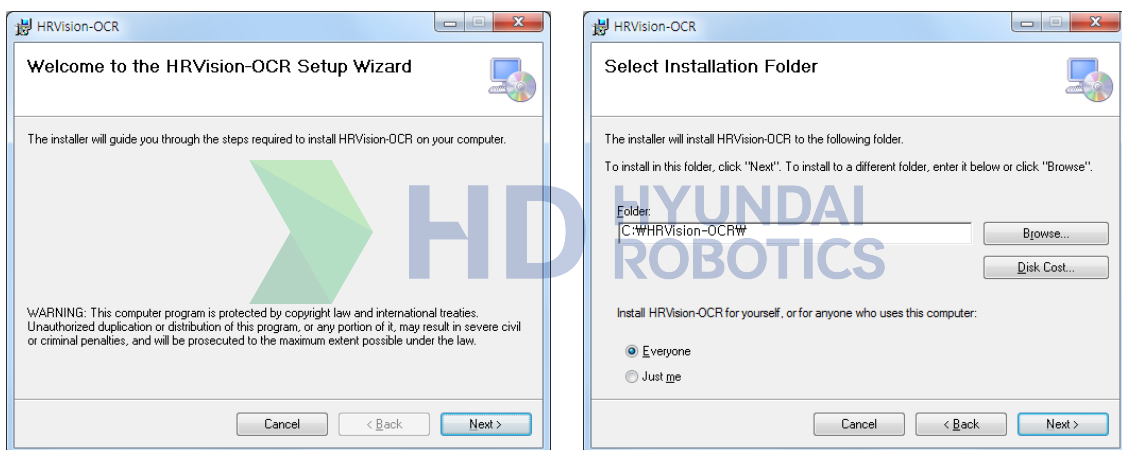 HRVision-OCR
Welcome to the HRVision-OCR Setup Wizard
The installer will guide you through the steps required to install HRVision-OCR on your computer.
WARNING: This computer program is protected by copyright law and international treaties.
Unauthorized duplication or distribution of this program, or any portion of it, may result in severe civil
or criminal penalties, and will be prosecuted to the maximum extent possible under the law.
Cancel
< Back
Next >
HRVision-OCR
Select Installation Folder
The installer will install HRVision-OCR to the following folder.
To install in this folder, click "Next". To install to a different folder, enter it below or click "Browse".
Folder:
C:₩HRVision-OCR₩
Browse...
Disk Cost...
Install HRVision-OCR for yourself, or for anyone who uses this computer:
Everyone
Just me
Cancel
< Back
Next >
HD HYUNDAI
ROBOTICS